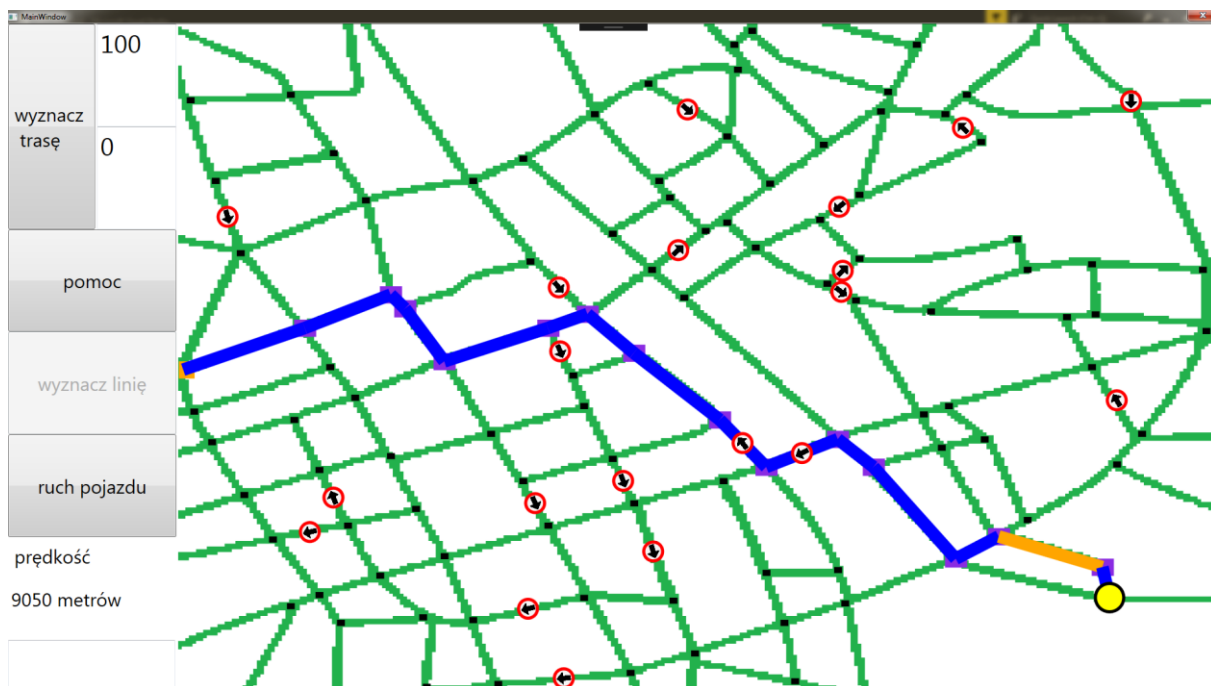 MainWindow
wyznacz
trasę
100
0
pomoc
wyznacz linię
ruch pojazdu
prędkość
9050 metrów